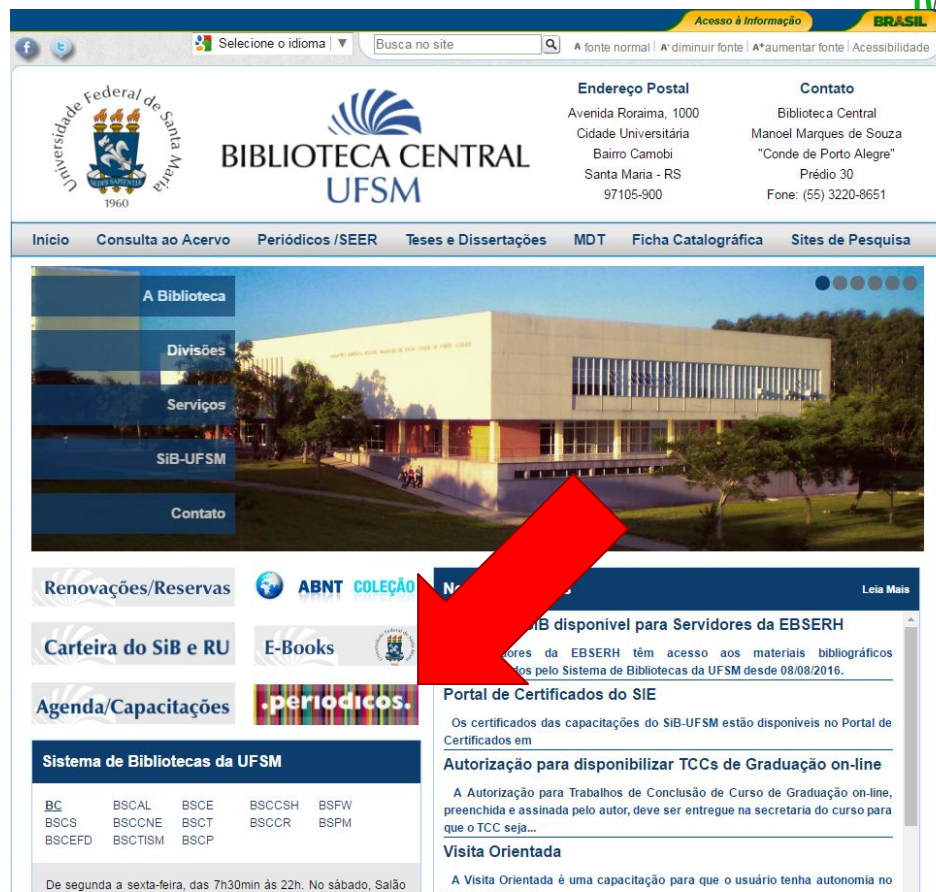 Acesso à Informação
BRASIL
Selecione o idioma ▼
Busca no site
A fonte normal | A- diminuir fonte | A+ aumentar fonte | Acessibilidade
Universidade Federal de Santa Maria
SEDES SAPIENTIAE
1960
BIBLIOTECA CENTRAL
UFSM
Endereço Postal
Avenida Roraima, 1000
Cidade Universitária
Bairro Camobi
Santa Maria - RS
97105-900
Contato
Biblioteca Central
Manoel Marques de Souza
"Conde de Porto Alegre"
Prédio 30
Fone: (55) 3220-8651
Início Consulta ao Acervo Periódicos /SEER Teses e Dissertações MDT Ficha Catalográfica Sites de Pesquisa
A Biblioteca
Divisões
Serviços
SiB-UFSM
Contato
Renovações/Reservas
ABNT COLEÇÃO
Carteira do SiB e RU
E-Books
Agenda/Capacitações
.periodicos.
Sistema de Bibliotecas da UFSM
BC BSCAL BSCE BSCCSH BSFW
BSCS BSCCNE BSCT BSCCR BSPM
BSCEFD BSCTISM BSCP
De segunda a sexta-feira, das 7h30min às 22h. No sábado, Salão
Leia Mais
disponível para Servidores da EBSERH
da EBSERH têm acesso aos materiais bibliográficos
pelo Sistema de Bibliotecas da UFSM desde 08/08/2016.
Portal de Certificados do SIE
Os certificados das capacitações do SiB-UFSM estão disponíveis no Portal de
Certificados em
Autorização para disponibilizar TCCs de Graduação on-line
A Autorização para Trabalhos de Conclusão de Curso de Graduação on-line,
preenchida e assinada pelo autor, deve ser entregue na secretaria do curso para
que o TCC seja...
Visita Orientada
A Visita Orientada é uma capacitação para que o usuário tenha autonomia no